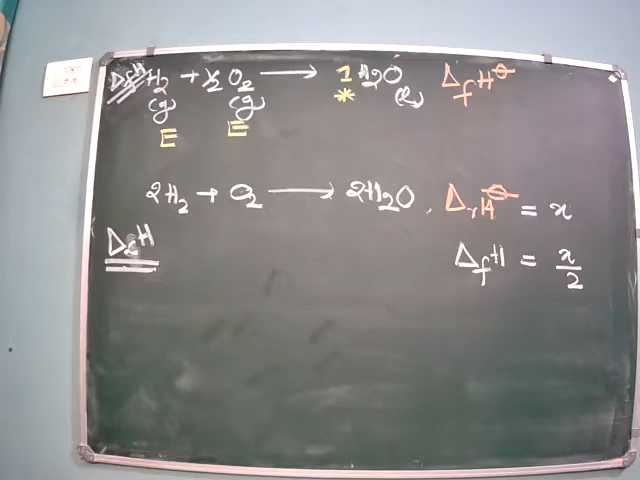 H₂ + ½ O₂ ⟶ 1 H₂O Δ_f H^⊖
(g) (g) * (l)
E E
2H₂ + O₂ ⟶ 2H₂O, Δ_r H^⊖ = x
Δ_c H
Δ_f H = x/2